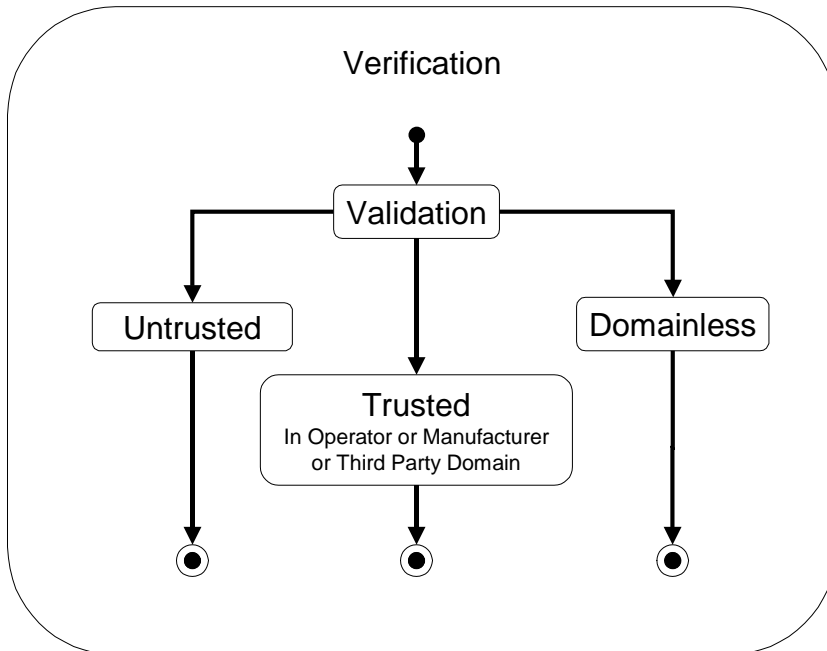 Verification
Validation
Untrusted
Domainless
Trusted
In Operator or Manufacturer
or Third Party Domain